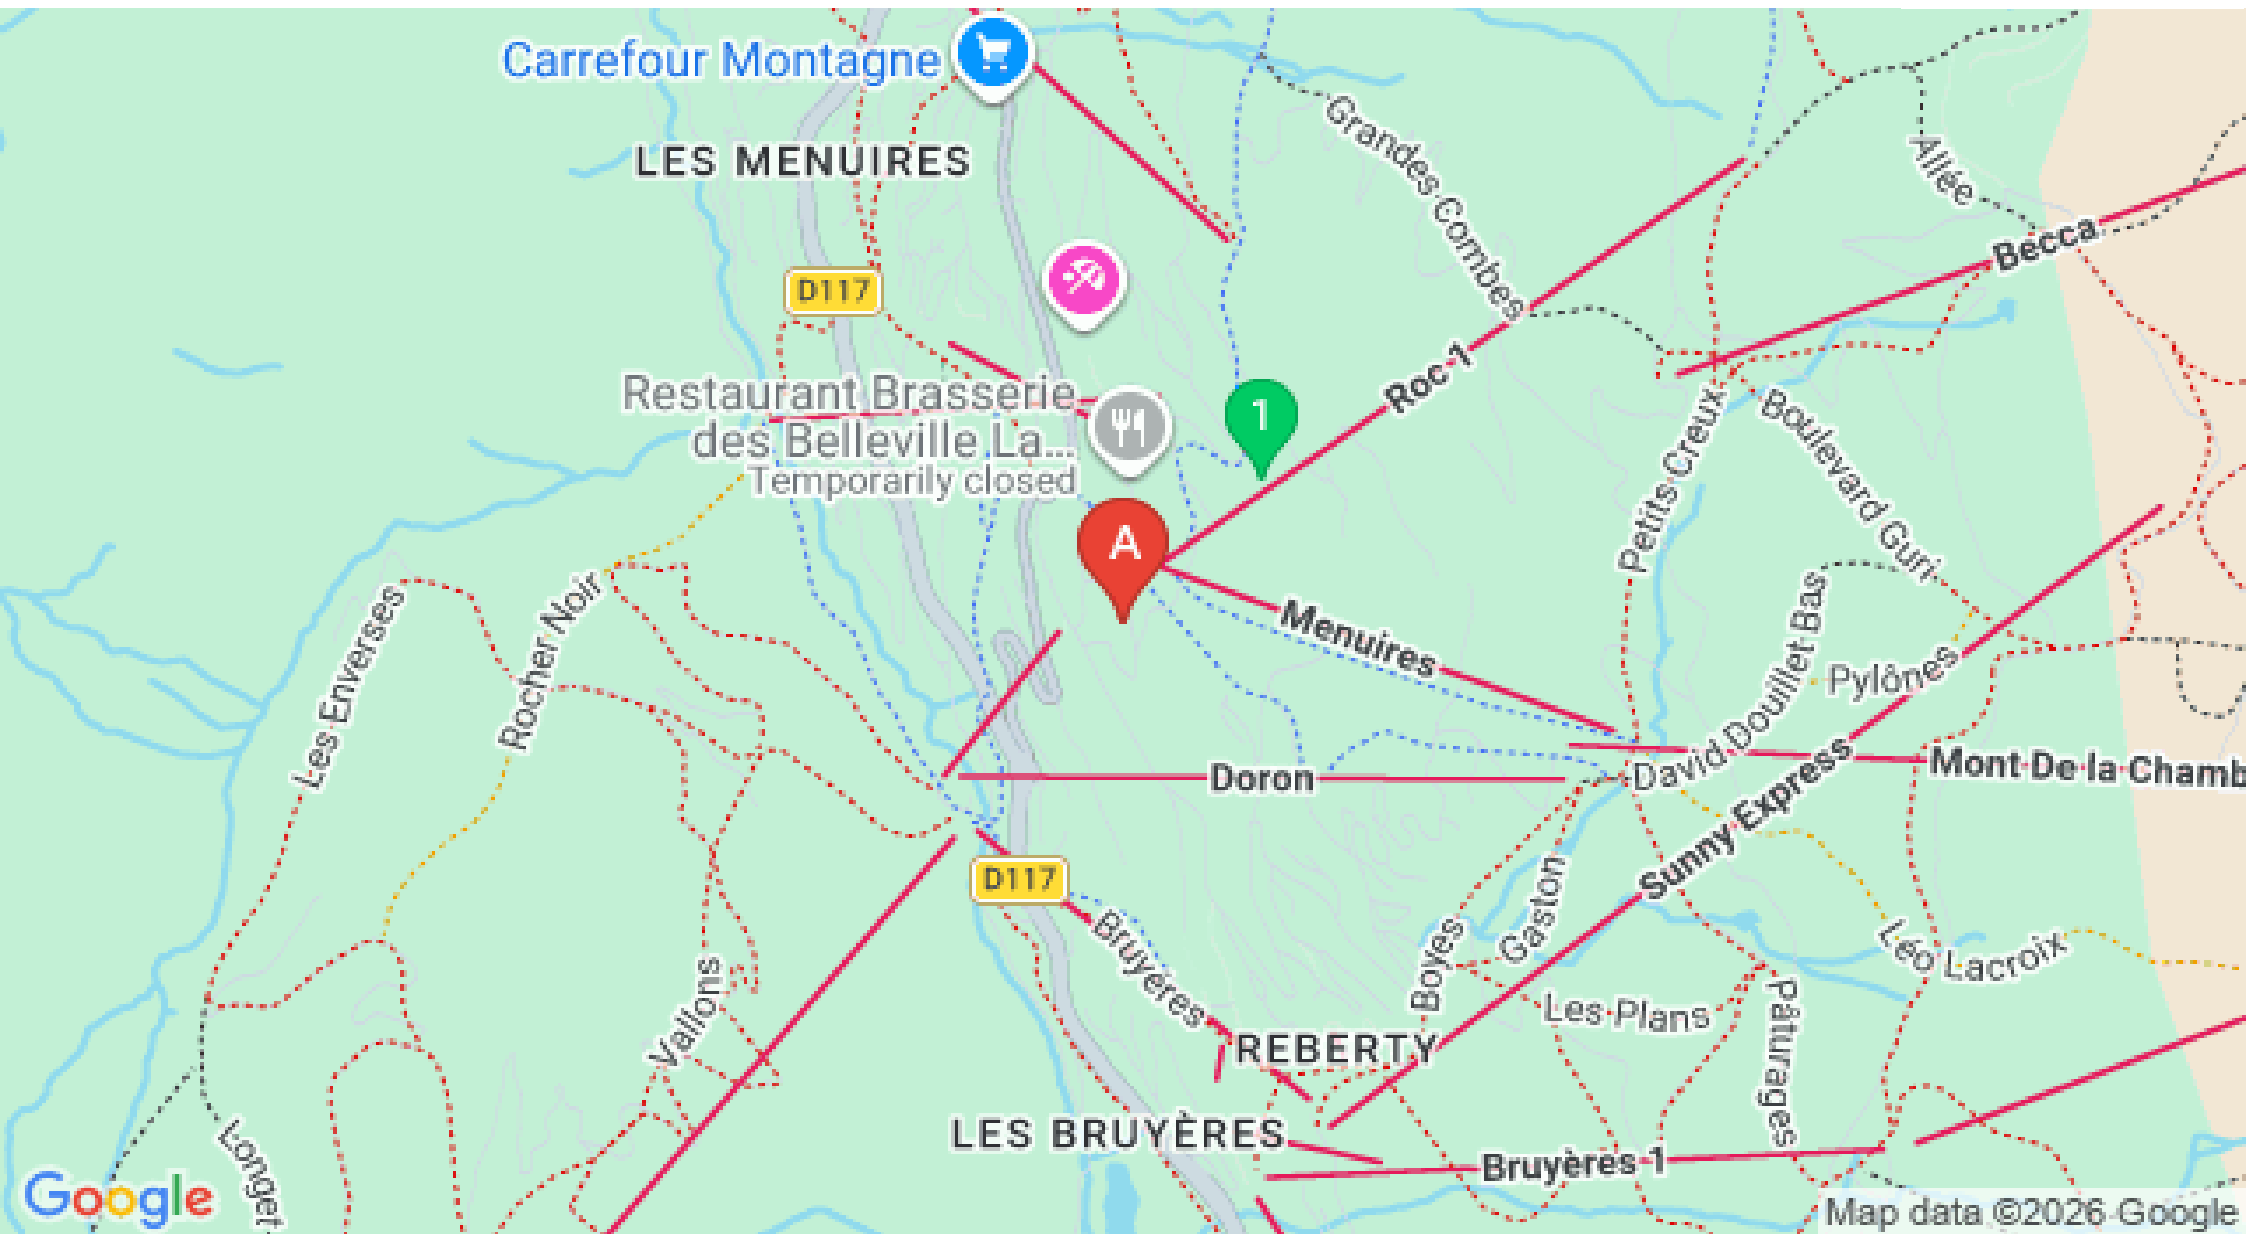 Carrefour Montagne
LES MENUIRES
Grandes Combes
Allée
Becca
D117
Roc 1
Restaurant Brasserie
des Belleville La...
Temporarily closed
1
A
Petits Creux
Boulevard Guri
Les Enverses
Rocher Noir
Menuires
David Douillet Bas
Pylônes
Doron
Mont De la Chamb
Sunny Express
D117
Bruyères
Vallons
Boyes
Gaston
Léo Lacroix
Les Plans
Pâturages
REBERTY
LES BRUYÈRES
Bruyères 1
Longet
Google
Map data ©2026 Google